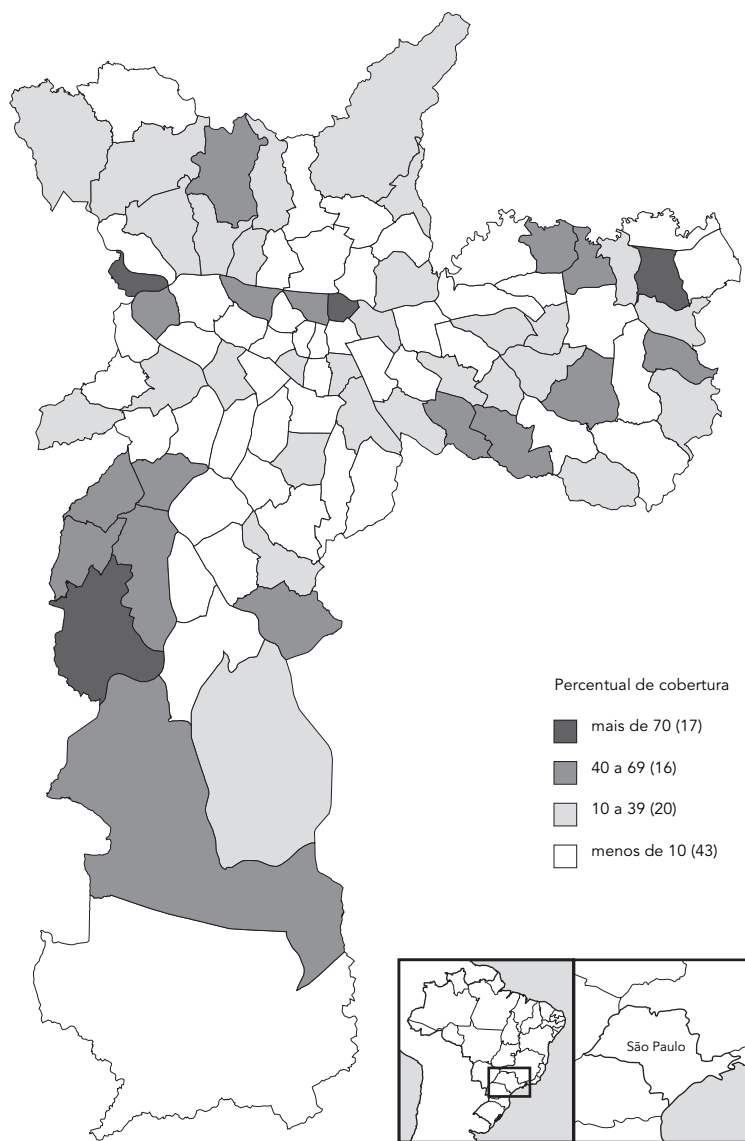 Percentual de cobertura
mais de 70 (17)
40 a 69 (16)
10 a 39 (20)
menos de 10 (43)
São Paulo